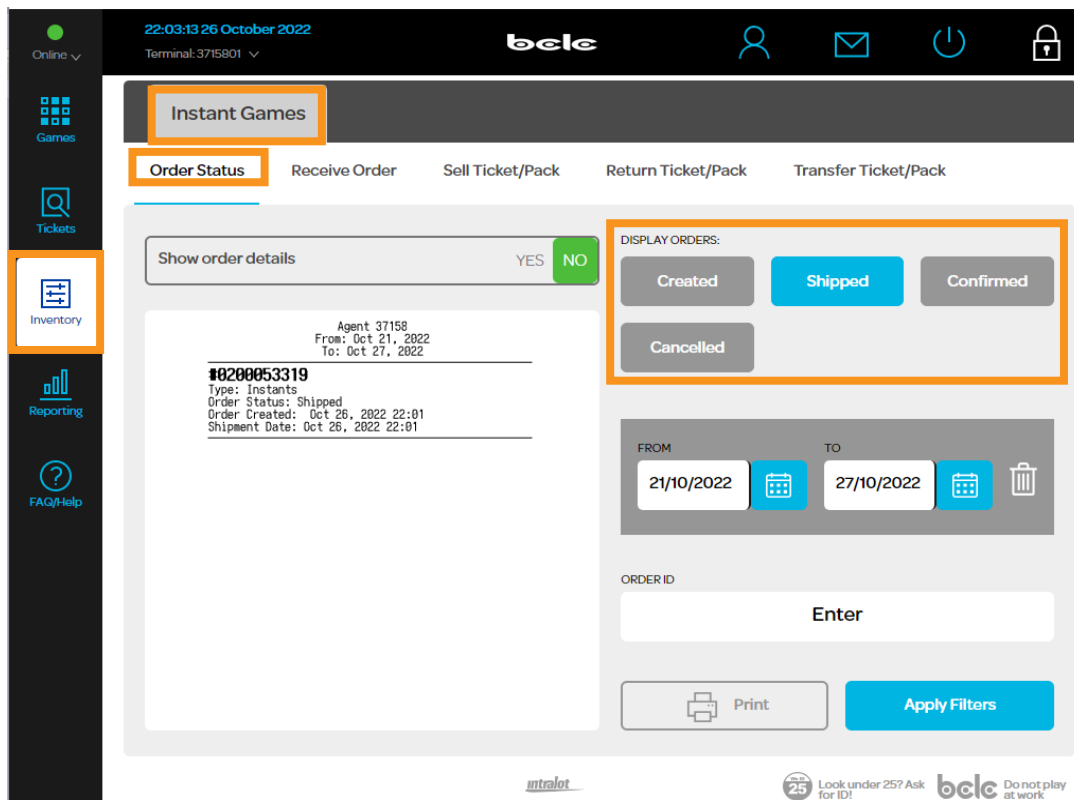 Online
22:03:13 26 October 2022
Terminal: 3715801
bclc
Games
Tickets
Inventory
Reporting
FAQ/Help
Instant Games
Order Status
Receive Order
Sell Ticket/Pack
Return Ticket/Pack
Transfer Ticket/Pack
Show order details
YES
NO
Agent 37158
From: Oct 21, 2022
To: Oct 27, 2022
#0200053319
Type: Instants
Order Status: Shipped
Order Created: Oct 26, 2022 22:01
Shipment Date: Oct 26, 2022 22:01
DISPLAY ORDERS:
Created
Shipped
Confirmed
Cancelled
FROM
TO
21/10/2022
27/10/2022
ORDER ID
Enter
Print
Apply Filters
intralot
25
Look under 25? Ask
for ID!
bclc
Do not play
at work